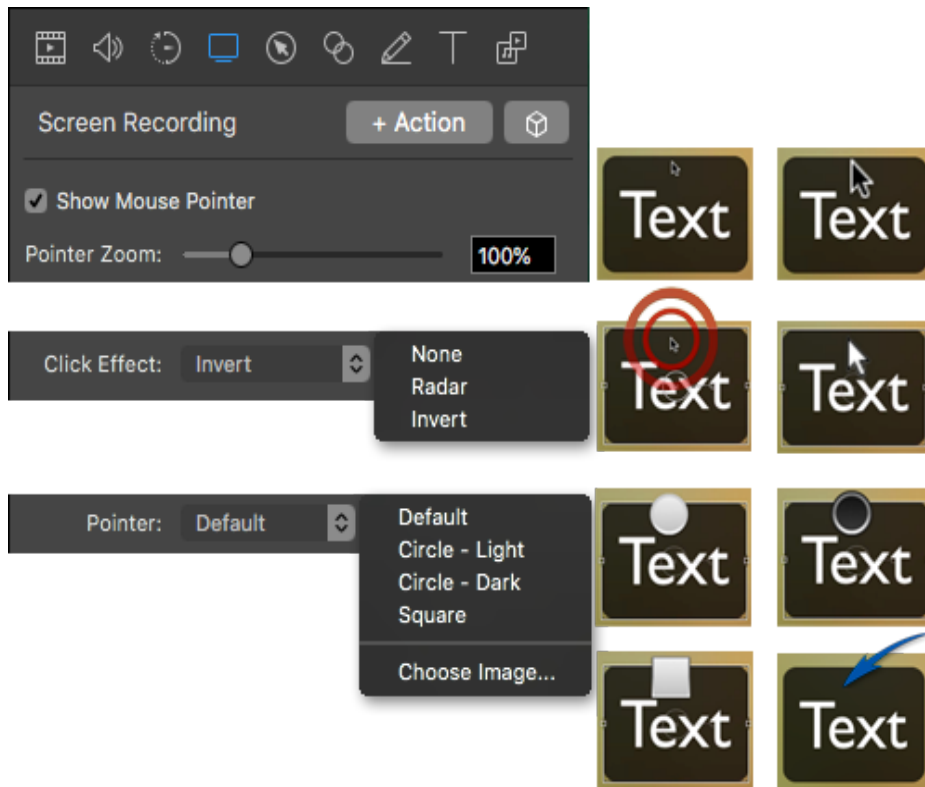 Screen Recording + Action
Show Mouse Pointer
Pointer Zoom: 100%
Text Text
Click Effect: Invert
None
Radar
Invert
Text Text
Pointer: Default
Default
Circle - Light
Circle - Dark
Square
Choose Image...
Text Text
Text Text